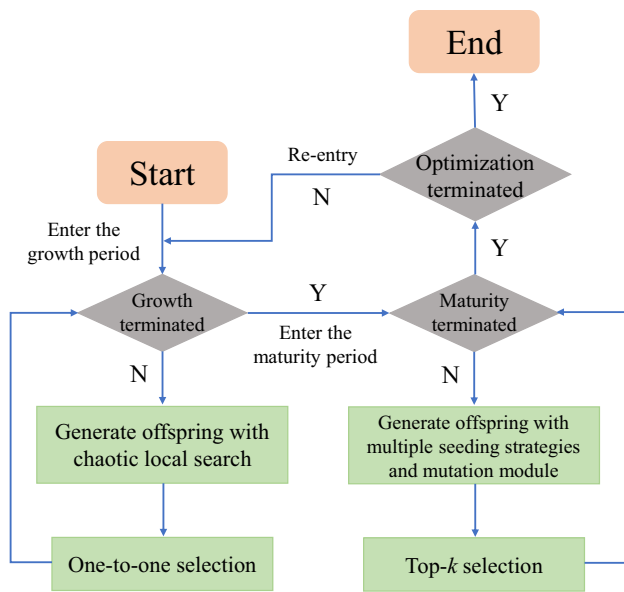 End
Y
Re-entry
Optimization
terminated
Start
N
Enter the
growth period
Y
Growth
terminated
Y
Maturity
terminated
Enter the
maturity period
N
N
Generate offspring with
chaotic local search
Generate offspring with
multiple seeding strategies
and mutation module
One-to-one selection
Top-k selection